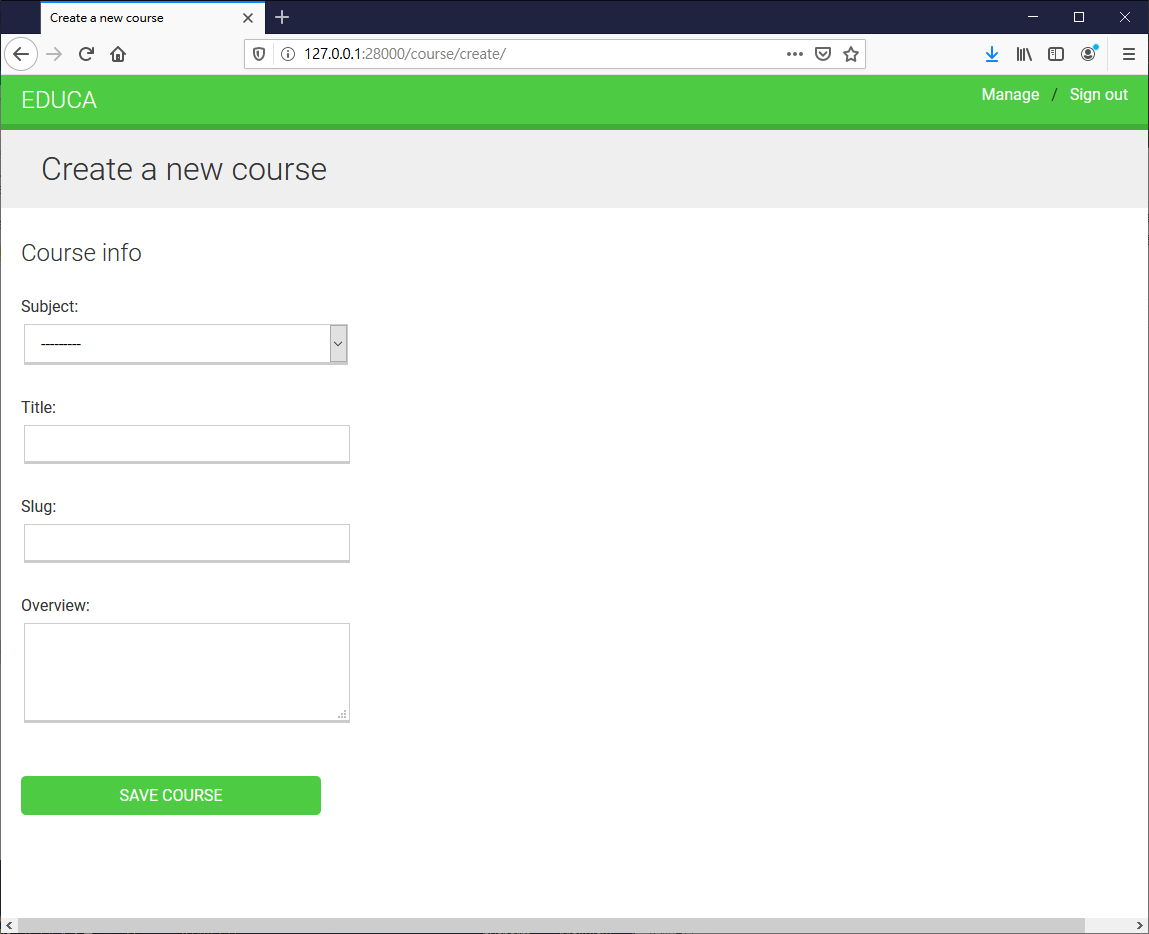 Create a new course
127.0.0.1:28000/course/create/
EDUCA
Manage / Sign out
Create a new course
Course info
Subject:
---------
Title:
Slug:
Overview:
SAVE COURSE